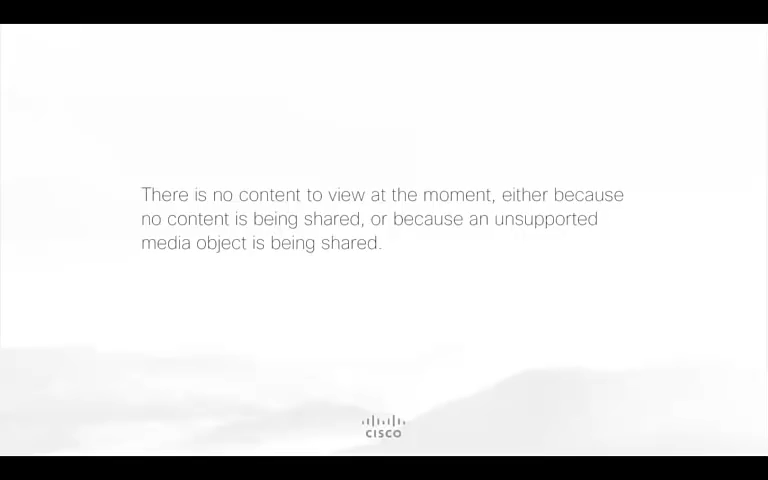 There is no content to view at the moment, either because
no content is being shared, or because an unsupported
media object is being shared.
CISCO